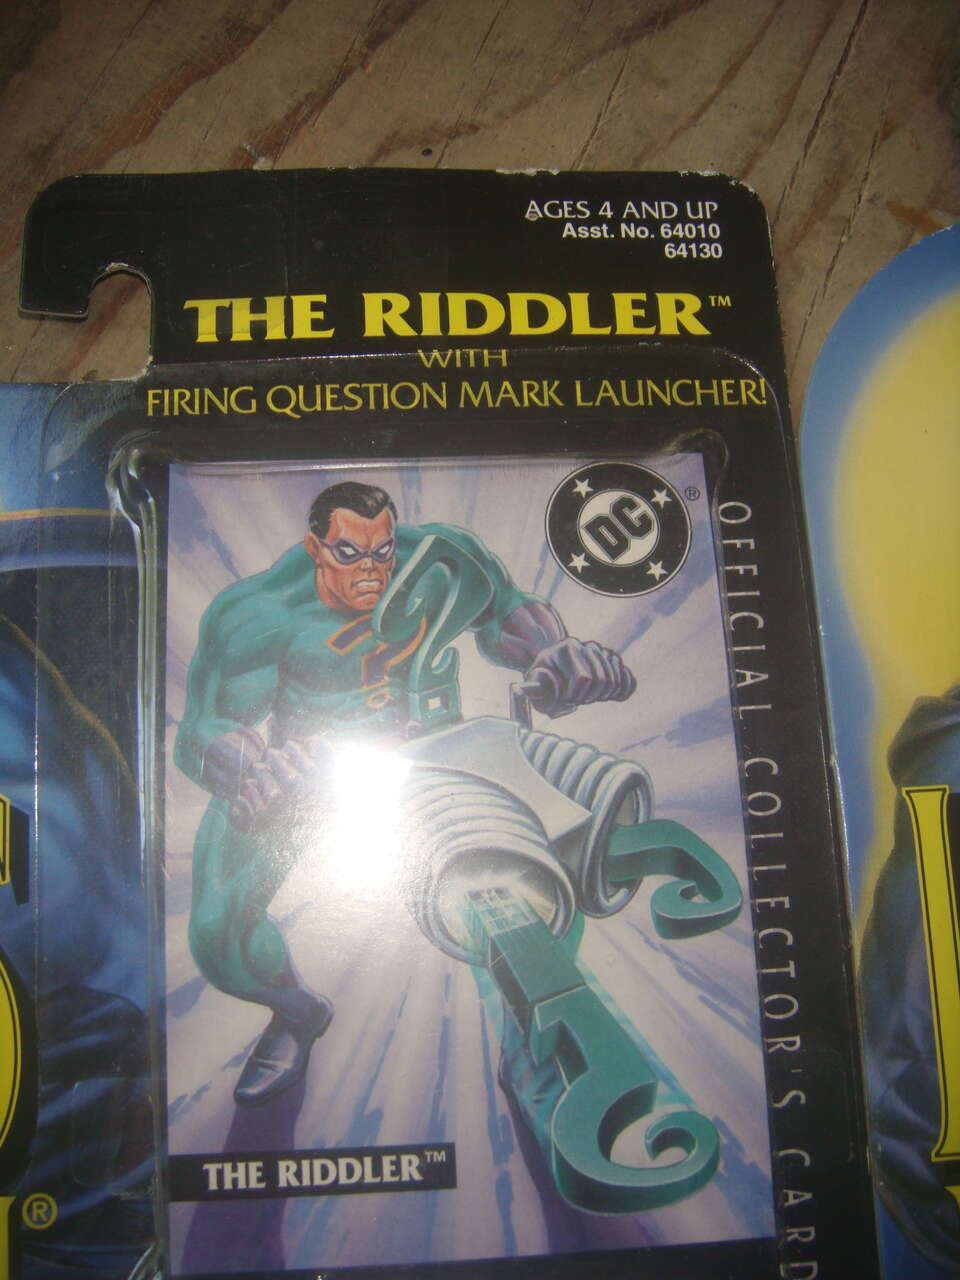 AGES 4 AND UP
Asst. No. 64010
64130
THE RIDDLER™
WITH
FIRING QUESTION MARK LAUNCHER!
DC
®
OFFICIAL COLLECTOR'S CARD
THE RIDDLER™
®